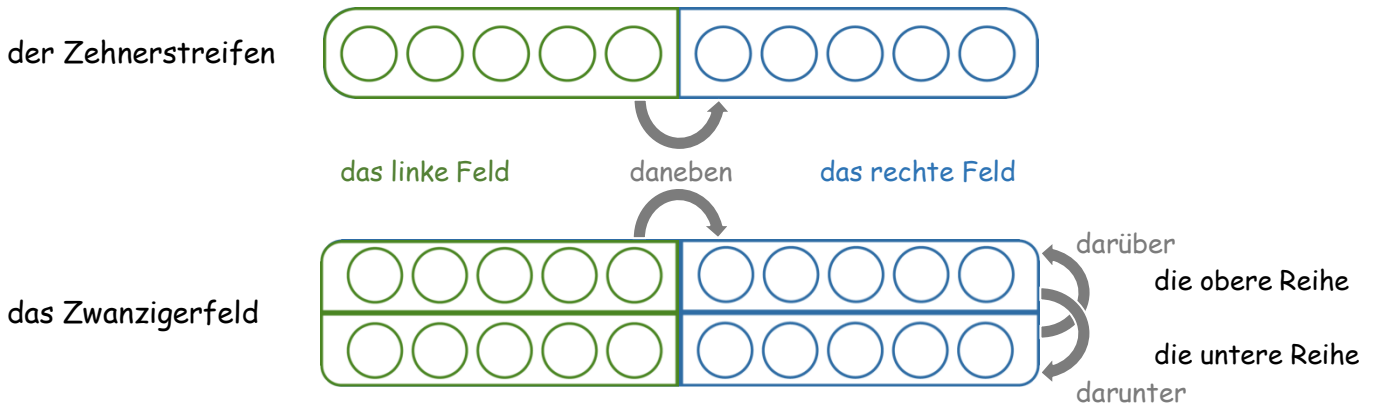 der Zehnerstreifen
das linke Feld
daneben
das rechte Feld
darüber
die obere Reihe
das Zwanzigerfeld
die untere Reihe
darunter